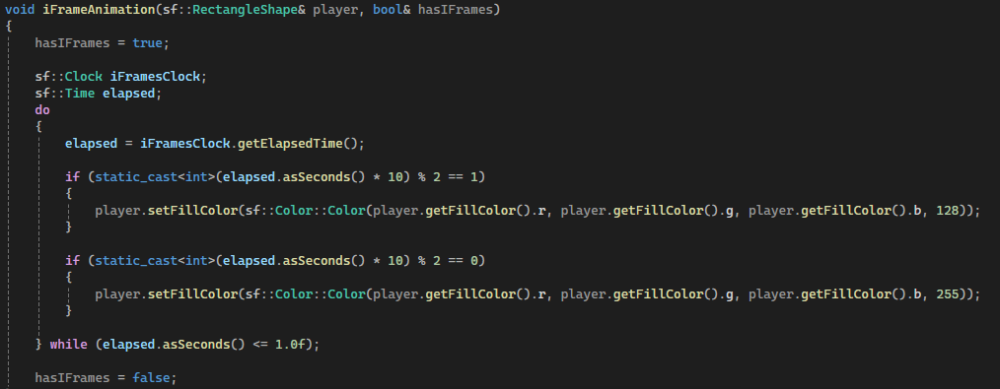 void iFrameAnimation(sf::RectangleShape& player, bool& hasIFrames)
{
hasIFrames = true;
sf::Clock iFramesClock;
sf::Time elapsed;
do
{
elapsed = iFramesClock.getElapsedTime();
if (static_cast<int>(elapsed.asSeconds() * 10) % 2 == 1)
{
player.setFillColor(sf::Color::Color(player.getFillColor().r, player.getFillColor().g, player.getFillColor().b, 128));
}
if (static_cast<int>(elapsed.asSeconds() * 10) % 2 == 0)
{
player.setFillColor(sf::Color::Color(player.getFillColor().r, player.getFillColor().g, player.getFillColor().b, 255));
}
} while (elapsed.asSeconds() <= 1.0f);
hasIFrames = false;